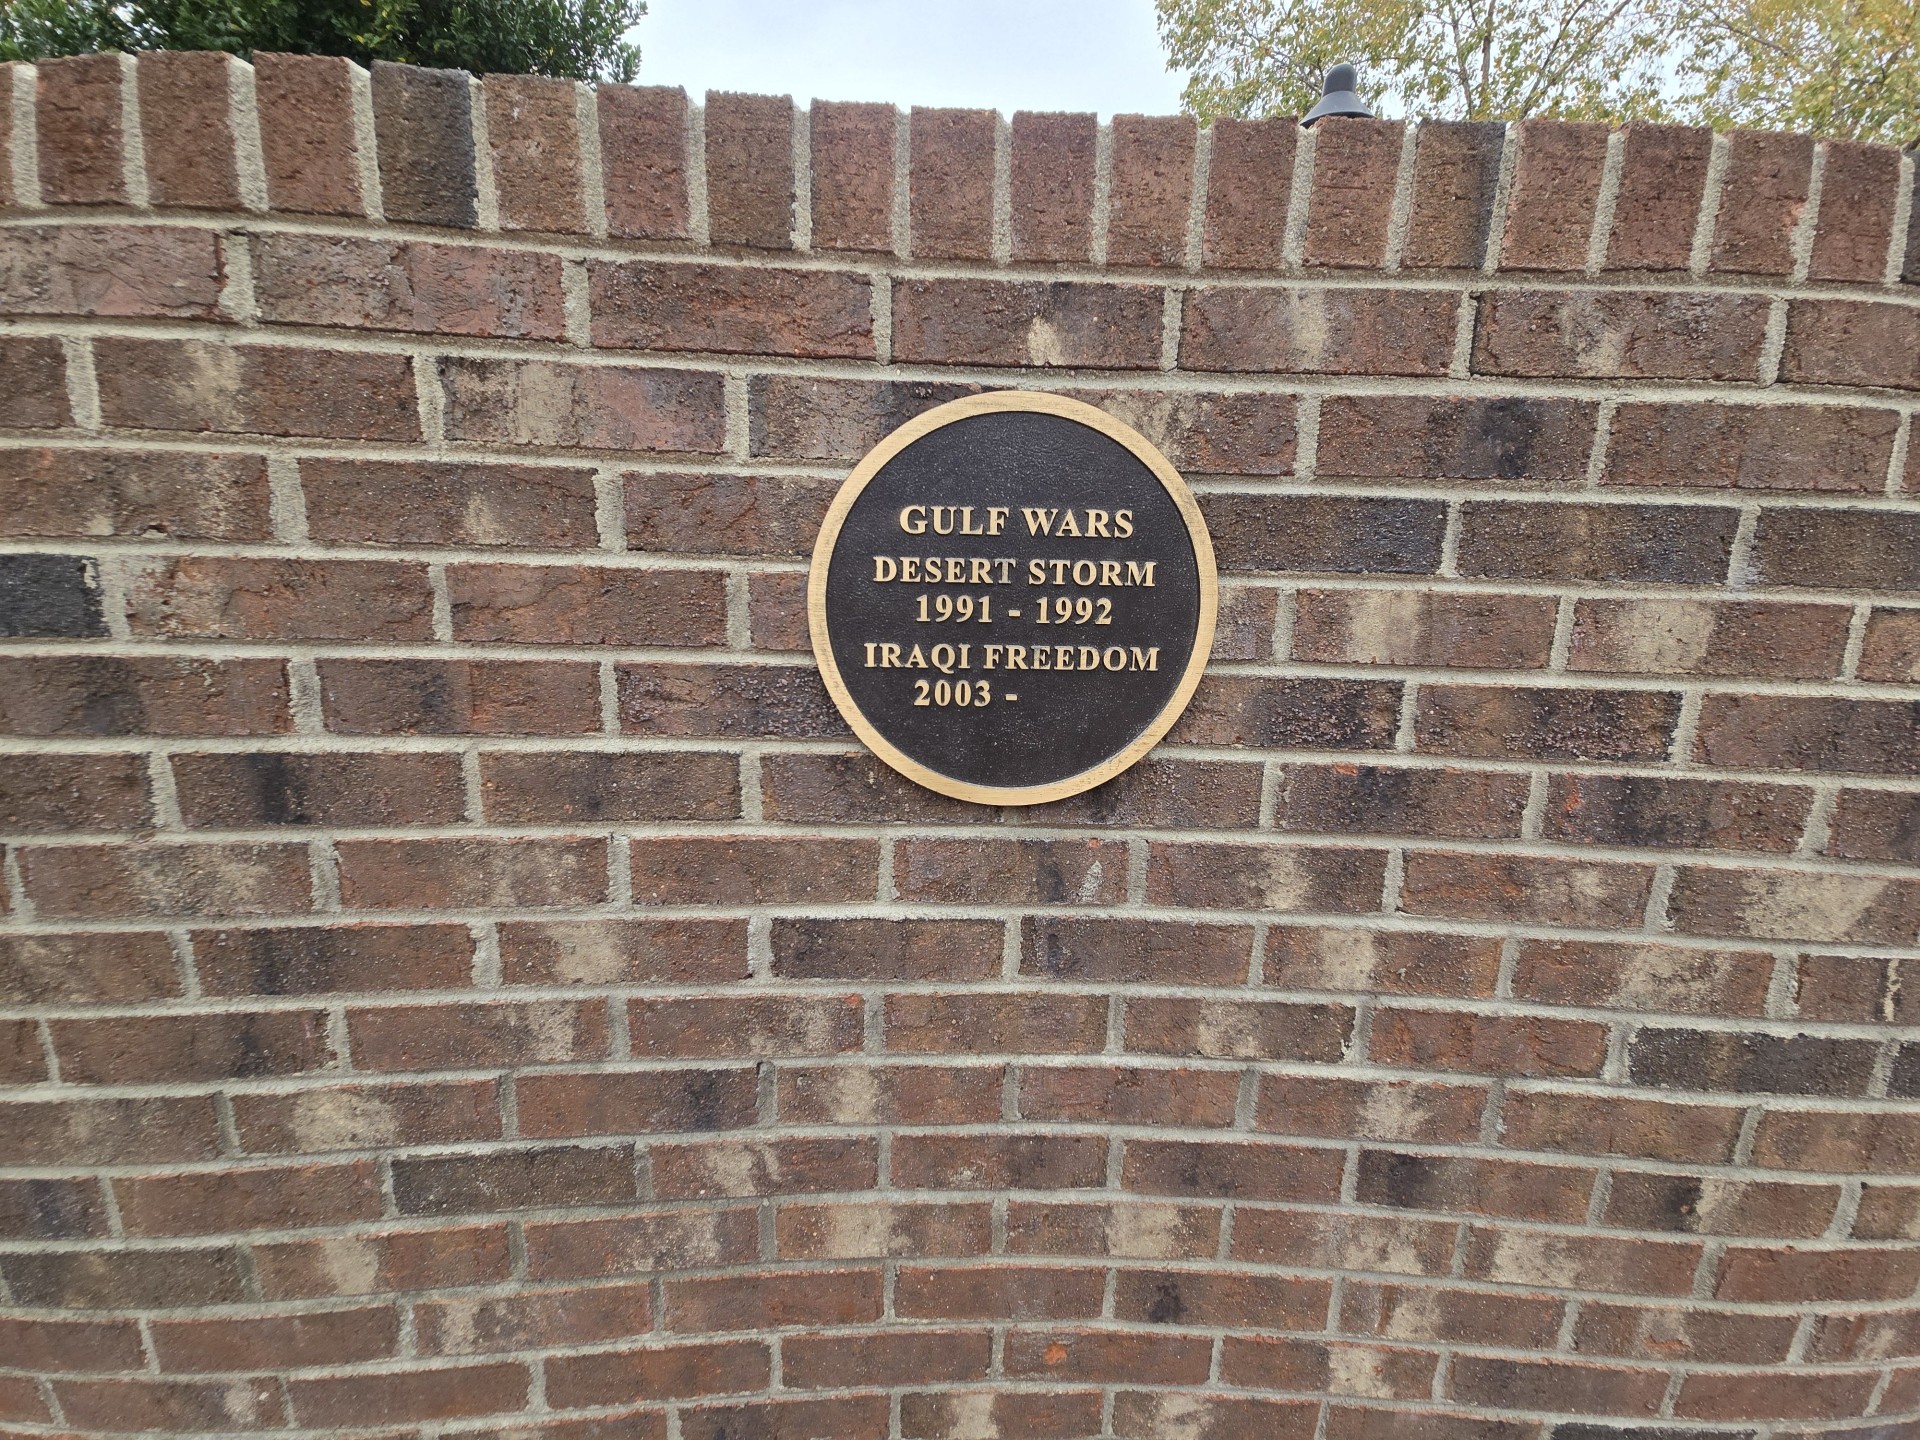 GULF WARS
DESERT STORM
1991 - 1992
IRAQI FREEDOM
2003 -